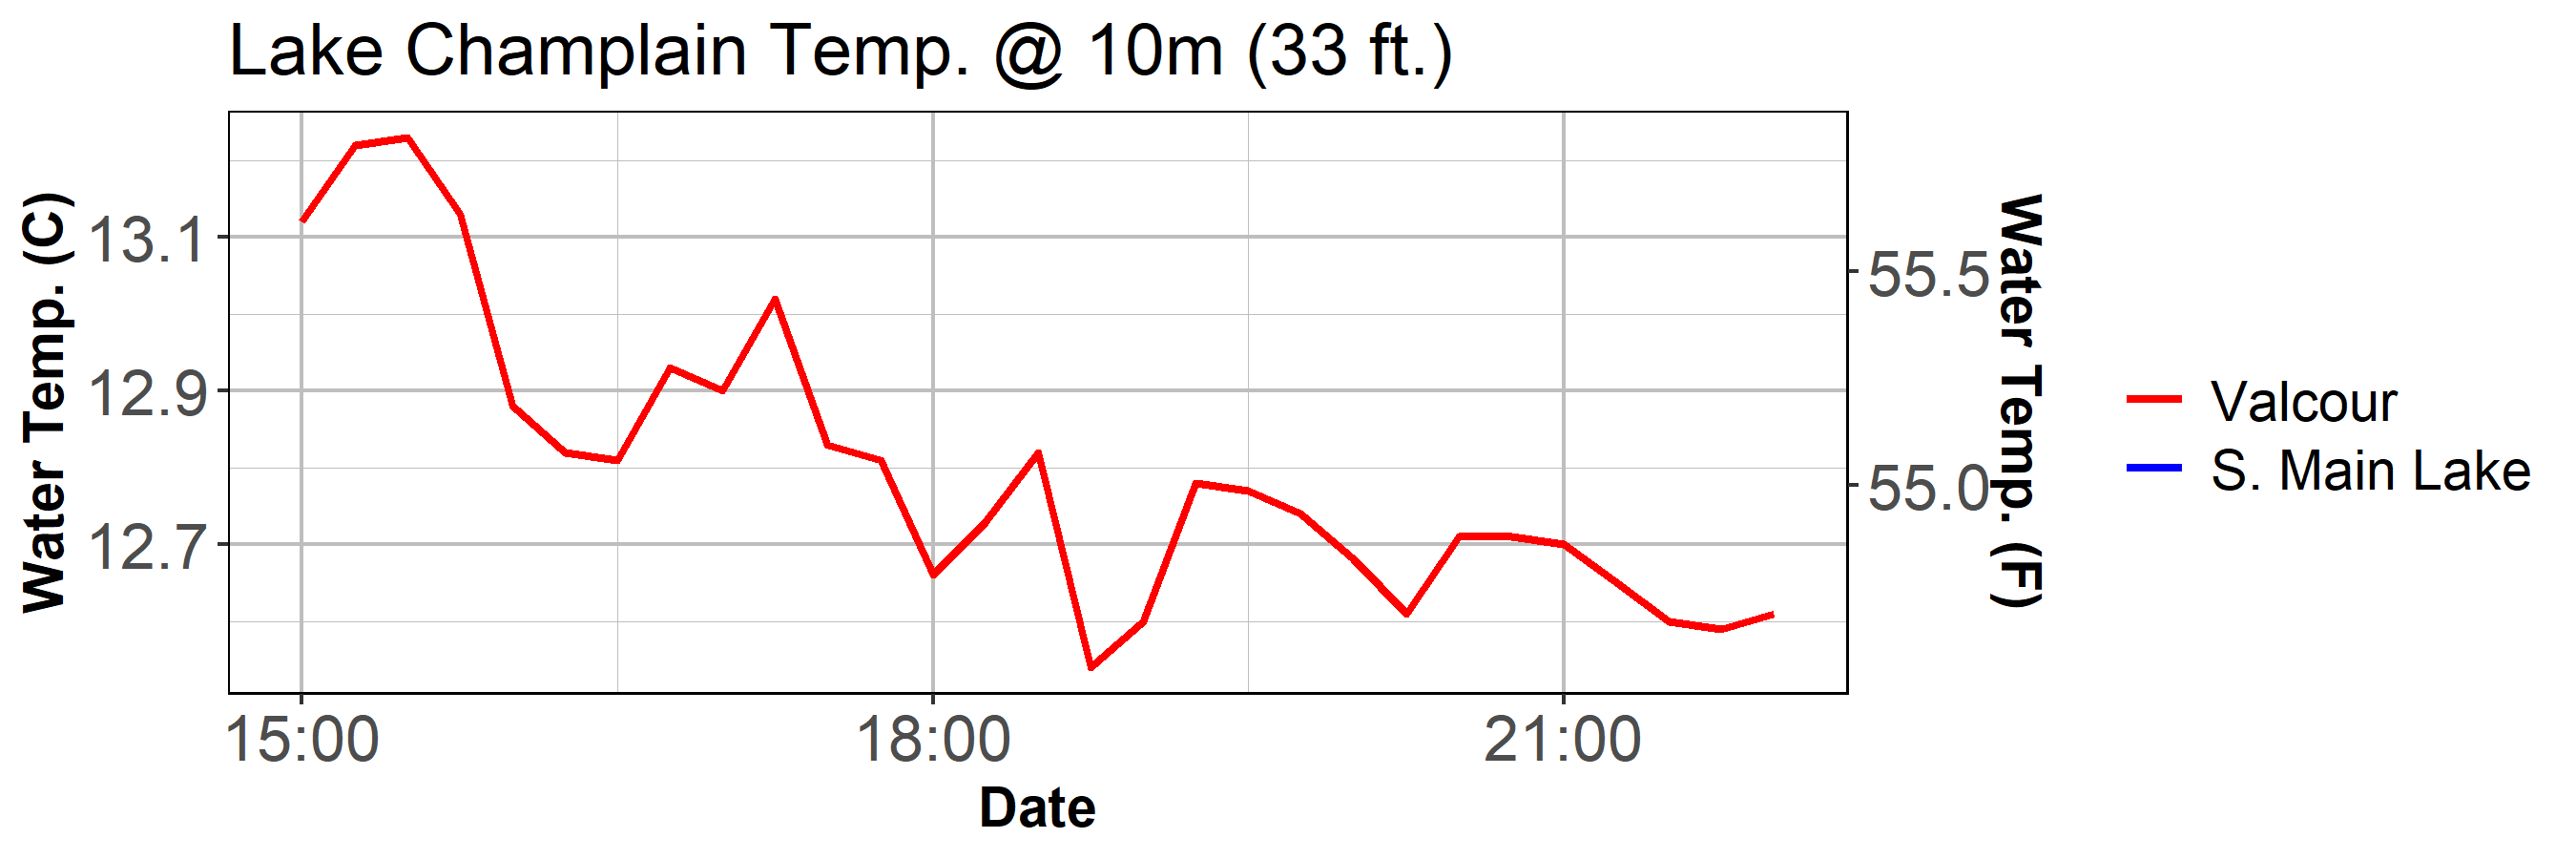 Lake Champlain Temp. @ 10m (33 ft.)
Water Temp. (C)
13.1
12.9
12.7
55.5
55.0
Water Temp. (F)
15:00
18:00
21:00
Date
Valcour
S. Main Lake